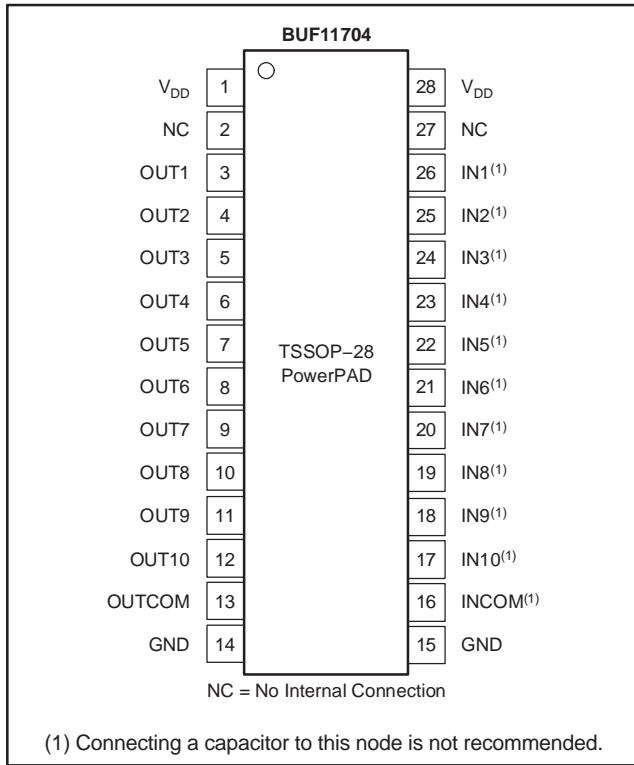 BUF11704
V_DD 1 28 V_DD
NC 2 27 NC
OUT1 3 26 IN1(1)
OUT2 4 25 IN2(1)
OUT3 5 24 IN3(1)
OUT4 6 23 IN4(1)
OUT5 7 22 IN5(1)
TSSOP−28
PowerPAD
OUT6 8 21 IN6(1)
OUT7 9 20 IN7(1)
OUT8 10 19 IN8(1)
OUT9 11 18 IN9(1)
OUT10 12 17 IN10(1)
OUTCOM 13 16 INCOM(1)
GND 14 15 GND
NC = No Internal Connection
(1) Connecting a capacitor to this node is not recommended.